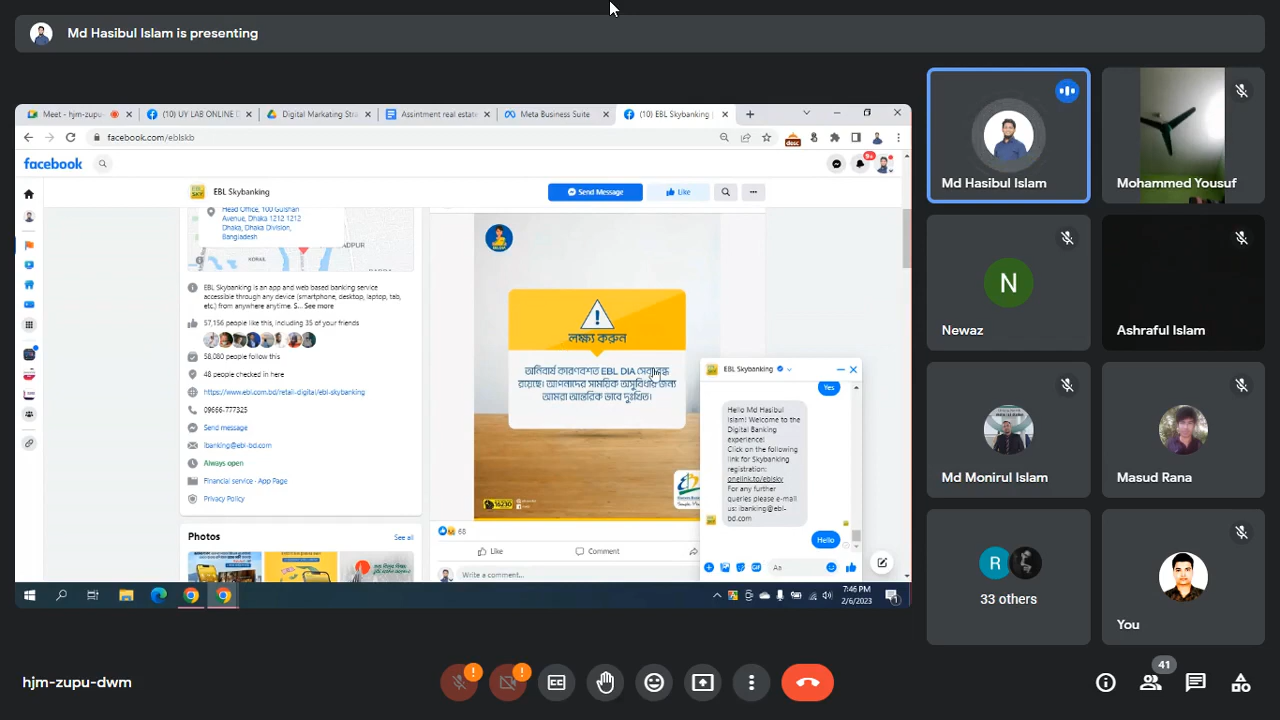 Md Hasibul Islam is presenting
Meet - hjm-zupu-
(10) UY LAB ONLINE D
Digital Markating Stra
Assintment real estate
Meta Business Suite
(10) EBL Skybanking
facebook.com/eblskb
facebook
EBL Skybanking
Send Message
Like
Head Office, 100 Gulshan
Avenue, Dhaka 1212 1212
Dhaka, Dhaka Division,
Bangladesh
EBL Skybanking is an app and web based banking service
accessible through any device (smartphone, desktop, laptop, tab,
etc.) from anywhere anytime. S... See more
57,156 people like this, including 35 of your friends
58,080 people follow this
48 people checked in here
https://www.ebl.com.bd/retail-digital/ebl-skybanking
09666-777325
Send message
ibanking@ebl-bd.com
Always open
Financial service · App Page
Privacy Policy
Photos
See all
লক্ষ্য করুন
অনিবার্য কারণবশত EBL DIA সেবা বন্ধ
রয়েছে। আপনাদের সাময়িক অসুবিধার জন্য
আমরা আন্তরিক ভাবে দুঃখিত।
16230
68
Like
Comment
Write a comment...
EBL Skybanking
Yes
Hello Md Hasibul
Islam! Welcome to the
Digital Banking
experience!
Click on the following
link for Skybanking
registration:
onelink.to/eblsky
For any further
queries please e-mail
us: ibanking@ebl-
bd.com
Hello
Aa
7:46 PM
2/6/2023
Md Hasibul Islam
Mohammed Yousuf
N
Newaz
Ashraful Islam
Md Monirul Islam
Masud Rana
R
33 others
You
hjm-zupu-dwm
41